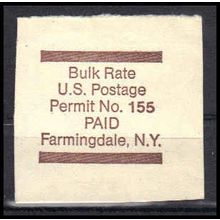 Bulk Rate
U.S. Postage
Permit No. 155
PAID
Farmingdale, N.Y.